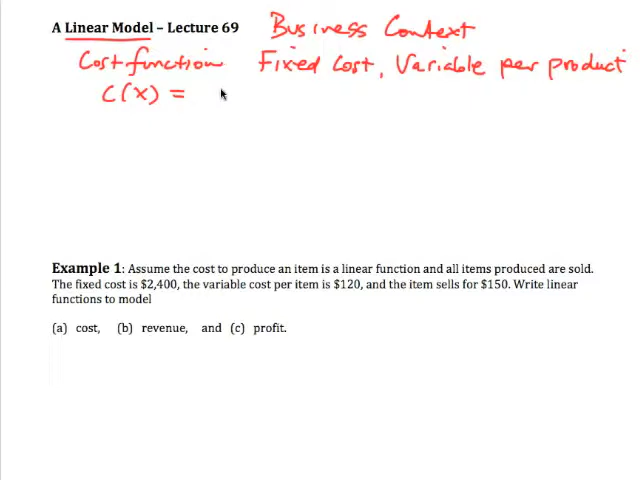 A Linear Model – Lecture 69 Business Context
Cost function Fixed Cost, Variable per product
C(x) =
Example 1: Assume the cost to produce an item is a linear function and all items produced are sold.
The fixed cost is $2,400, the variable cost per item is $120, and the item sells for $150. Write linear
functions to model
(a) cost, (b) revenue, and (c) profit.